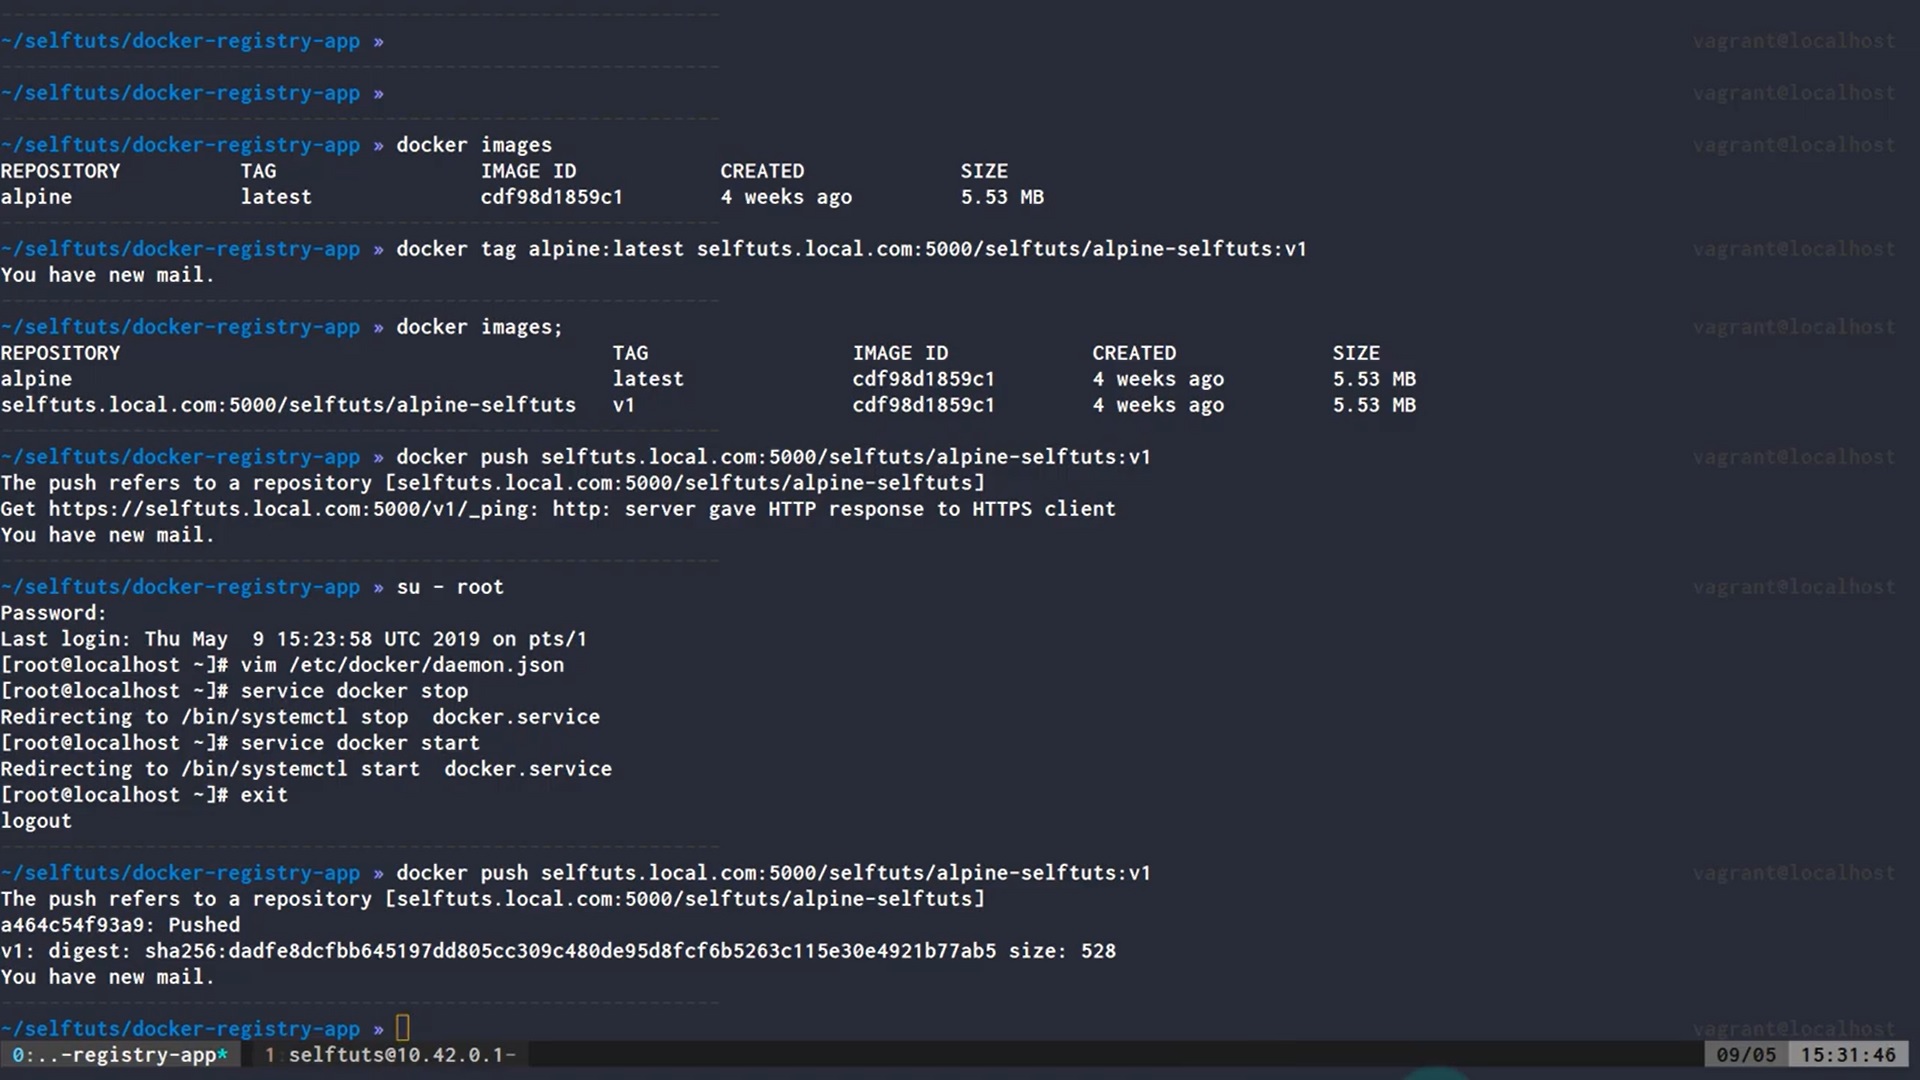 ~/selftuts/docker-registry-app » vagrant@localhost
~/selftuts/docker-registry-app » vagrant@localhost
~/selftuts/docker-registry-app » docker images vagrant@localhost
REPOSITORY TAG IMAGE ID CREATED SIZE
alpine latest cdf98d1859c1 4 weeks ago 5.53 MB
~/selftuts/docker-registry-app » docker tag alpine:latest selftuts.local.com:5000/selftuts/alpine-selftuts:v1 vagrant@localhost
You have new mail.
~/selftuts/docker-registry-app » docker images; vagrant@localhost
REPOSITORY TAG IMAGE ID CREATED SIZE
alpine latest cdf98d1859c1 4 weeks ago 5.53 MB
selftuts.local.com:5000/selftuts/alpine-selftuts v1 cdf98d1859c1 4 weeks ago 5.53 MB
~/selftuts/docker-registry-app » docker push selftuts.local.com:5000/selftuts/alpine-selftuts:v1 vagrant@localhost
The push refers to a repository [selftuts.local.com:5000/selftuts/alpine-selftuts]
Get https://selftuts.local.com:5000/v1/_ping: http: server gave HTTP response to HTTPS client
You have new mail.
~/selftuts/docker-registry-app » su - root vagrant@localhost
Password:
Last login: Thu May  9 15:23:58 UTC 2019 on pts/1
[root@localhost ~]# vim /etc/docker/daemon.json
[root@localhost ~]# service docker stop
Redirecting to /bin/systemctl stop  docker.service
[root@localhost ~]# service docker start
Redirecting to /bin/systemctl start  docker.service
[root@localhost ~]# exit
logout
~/selftuts/docker-registry-app » docker push selftuts.local.com:5000/selftuts/alpine-selftuts:v1 vagrant@localhost
The push refers to a repository [selftuts.local.com:5000/selftuts/alpine-selftuts]
a464c54f93a9: Pushed
v1: digest: sha256:dadfe8dcfbb645197dd805cc309c480de95d8fcf6b5263c115e30e4921b77ab5 size: 528
You have new mail.
~/selftuts/docker-registry-app » vagrant@localhost
0:..-registry-app* 1 selftuts@10.42.0.1- 09/05 15:31:46